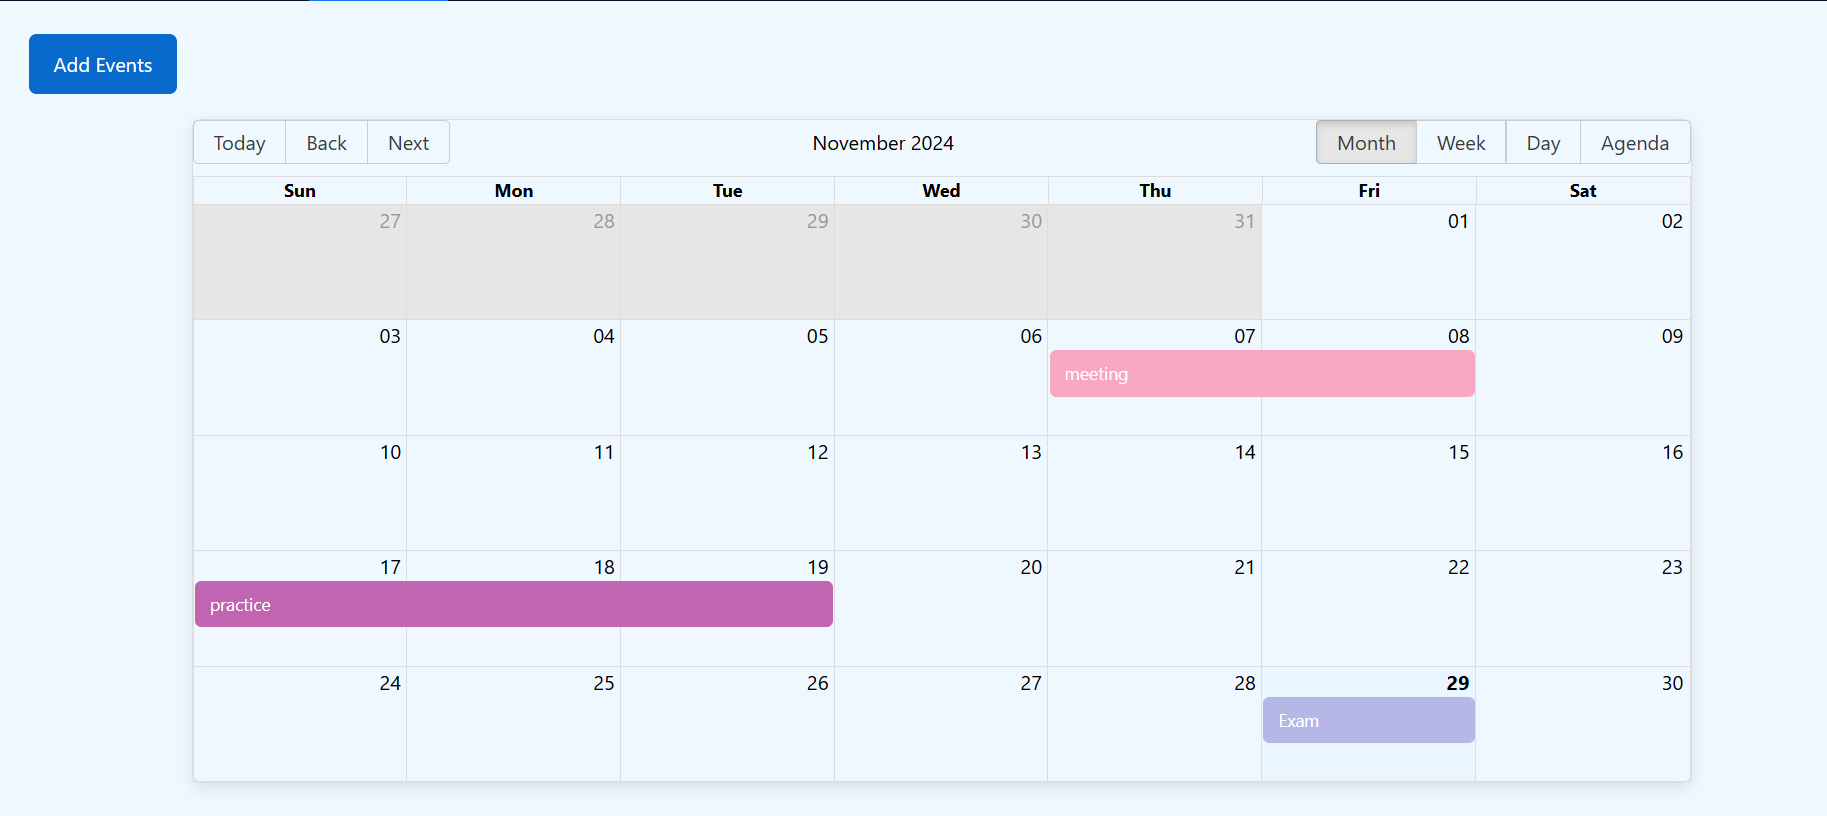 Add Events
Today Back Next November 2024 Month Week Day Agenda
Sun Mon Tue Wed Thu Fri Sat
27 28 29 30 31 01 02
03 04 05 06 07 08 09
meeting
10 11 12 13 14 15 16
17 18 19 20 21 22 23
practice
24 25 26 27 28 29 30
Exam